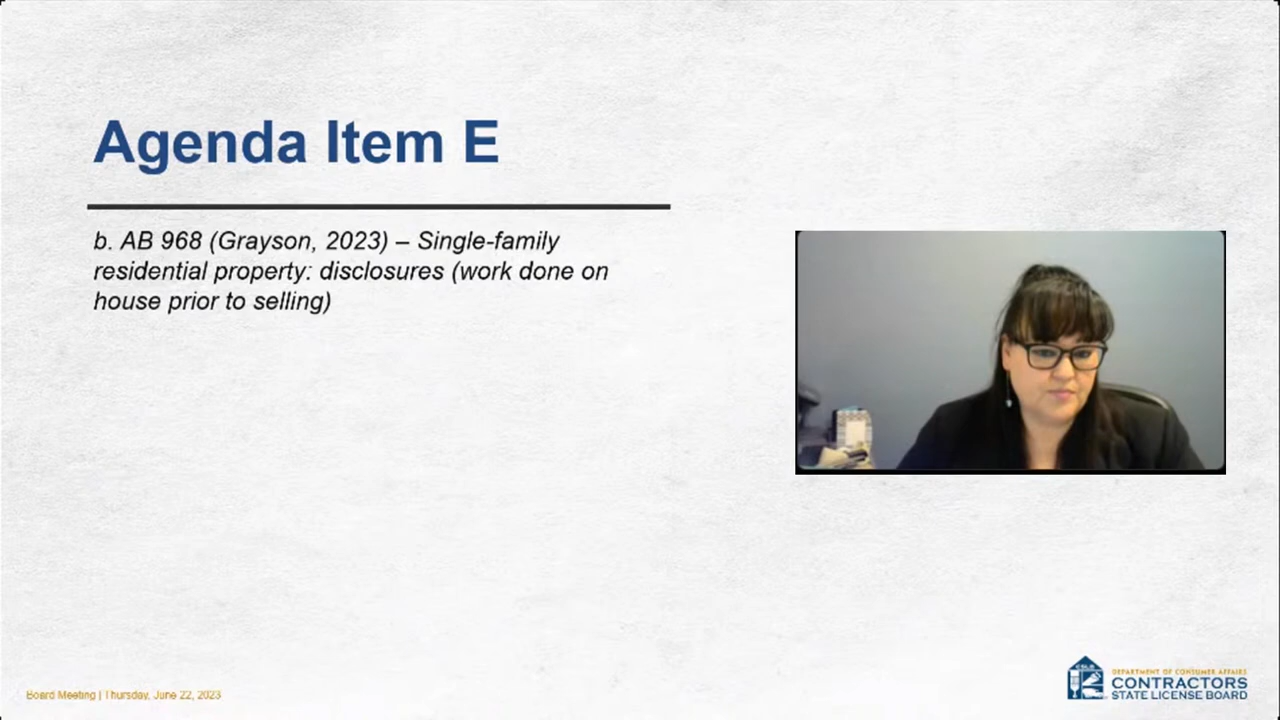 Agenda Item E
b. AB 968 (Grayson, 2023) – Single-family
residential property: disclosures (work done on
house prior to selling)
Board Meeting | Thursday, June 22, 2023
CSLB
DEPARTMENT OF CONSUMER AFFAIRS
CONTRACTORS
STATE LICENSE BOARD